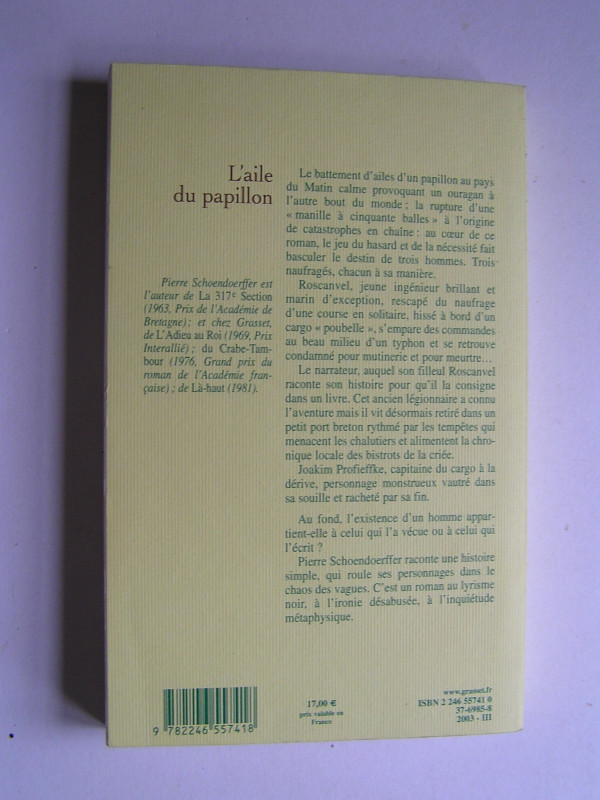 L'aile
du papillon
Pierre Schoendoerffer est
l'auteur de La 317e Section
(1963, Prix de l'Académie de
Bretagne) ; et chez Grasset,
de L'Adieu au Roi (1969, Prix
Interallié) ; du Crabe-Tam-
bour (1976, Grand prix du
roman de l'Académie fran-
çaise) ; de Là-haut (1981).
Le battement d'ailes d'un papillon au pays
du Matin calme provoquant un ouragan à
l'autre bout du monde ; la rupture d'une
« manille à cinquante balles » à l'origine
de catastrophes en chaîne : au cœur de ce
roman, le jeu du hasard et de la nécessité fait
basculer le destin de trois hommes. Trois
naufragés, chacun à sa manière.
Roscanvel, jeune ingénieur brillant et
marin d'exception, rescapé du naufrage
d'une course en solitaire, hissé à bord d'un
cargo « poubelle », s'empare des commandes
au beau milieu d'un typhon et se retrouve
condamné pour mutinerie et pour meurtre...
Le narrateur, auquel son filleul Roscanvel
raconte son histoire pour qu'il la consigne
dans un livre. Cet ancien légionnaire a connu
l'aventure mais il vit désormais retiré dans un
petit port breton rythmé par les tempêtes qui
menacent les chalutiers et alimentent la chro-
nique locale des bistrots de la criée.
Joakim Profieffke, capitaine du cargo à la
dérive, personnage monstrueux vautré dans
sa souille et racheté par sa fin.
Au fond, l'existence d'un homme appar-
tient-elle à celui qui l'a vécue ou à celui qui
l'écrit ?
Pierre Schoendoerffer raconte une histoire
simple, qui roule ses personnages dans le
chaos des vagues. C'est un roman au lyrisme
noir, à l'ironie désabusée, à l'inquiétude
métaphysique.
9 782246 557418
17,00 €
prix valable en
France
www.grasset.fr
ISBN 2 246 55741 0
37-6985-8
2003 - III